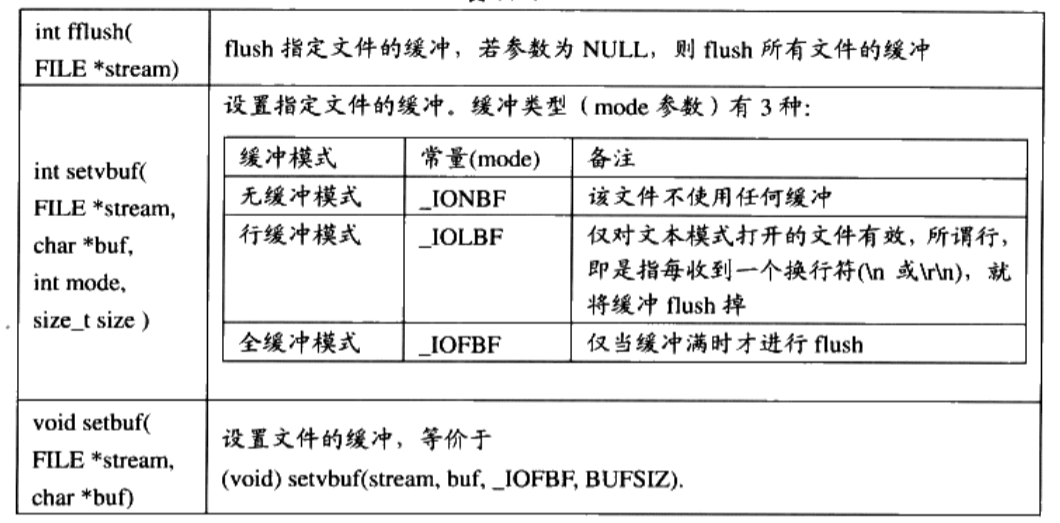 int fflush(
FILE *stream)
flush 指定文件的缓冲，若参数为 NULL，则 flush 所有文件的缓冲
int setvbuf(
FILE *stream,
char *buf,
int mode,
size_t size )
设置指定文件的缓冲。缓冲类型（mode 参数）有 3 种:
缓冲模式 常量(mode) 备注
无缓冲模式 _IONBF 该文件不使用任何缓冲
行缓冲模式 _IOLBF 仅对文本模式打开的文件有效，所谓行，
即是指每收到一个换行符(\n 或\r\n)，就
将缓冲 flush 掉
全缓冲模式 _IOFBF 仅当缓冲满时才进行 flush
void setbuf(
FILE *stream,
char *buf)
设置文件的缓冲，等价于
(void) setvbuf(stream, buf, _IOFBF, BUFSIZ).